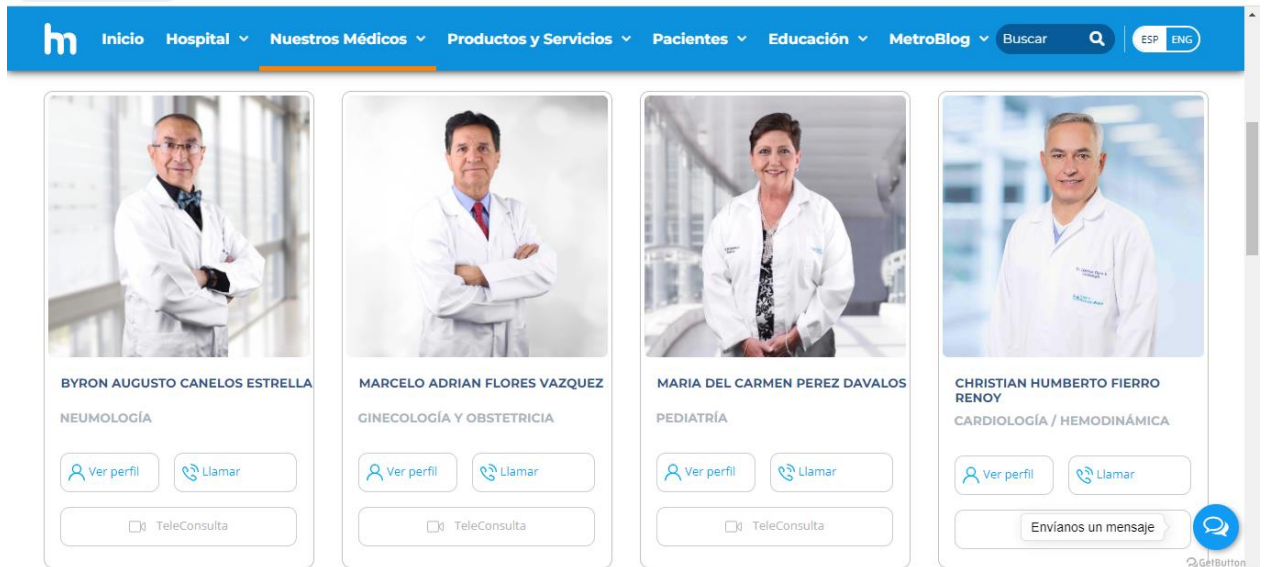 hm
Inicio Hospital Nuestros Médicos Productos y Servicios Pacientes Educación MetroBlog Buscar ESP ENG
BYRON AUGUSTO CANELOS ESTRELLA
NEUMOLOGÍA
Ver perfil Llamar
TeleConsulta
MARCELO ADRIAN FLORES VAZQUEZ
GINECOLOGÍA Y OBSTETRICIA
Ver perfil Llamar
TeleConsulta
MARIA DEL CARMEN PEREZ DAVALOS
PEDIATRÍA
Ver perfil Llamar
TeleConsulta
CHRISTIAN HUMBERTO FIERRO
RENOY
CARDIOLOGÍA / HEMODINÁMICA
Ver perfil Llamar
Envíanos un mensaje
GetButton